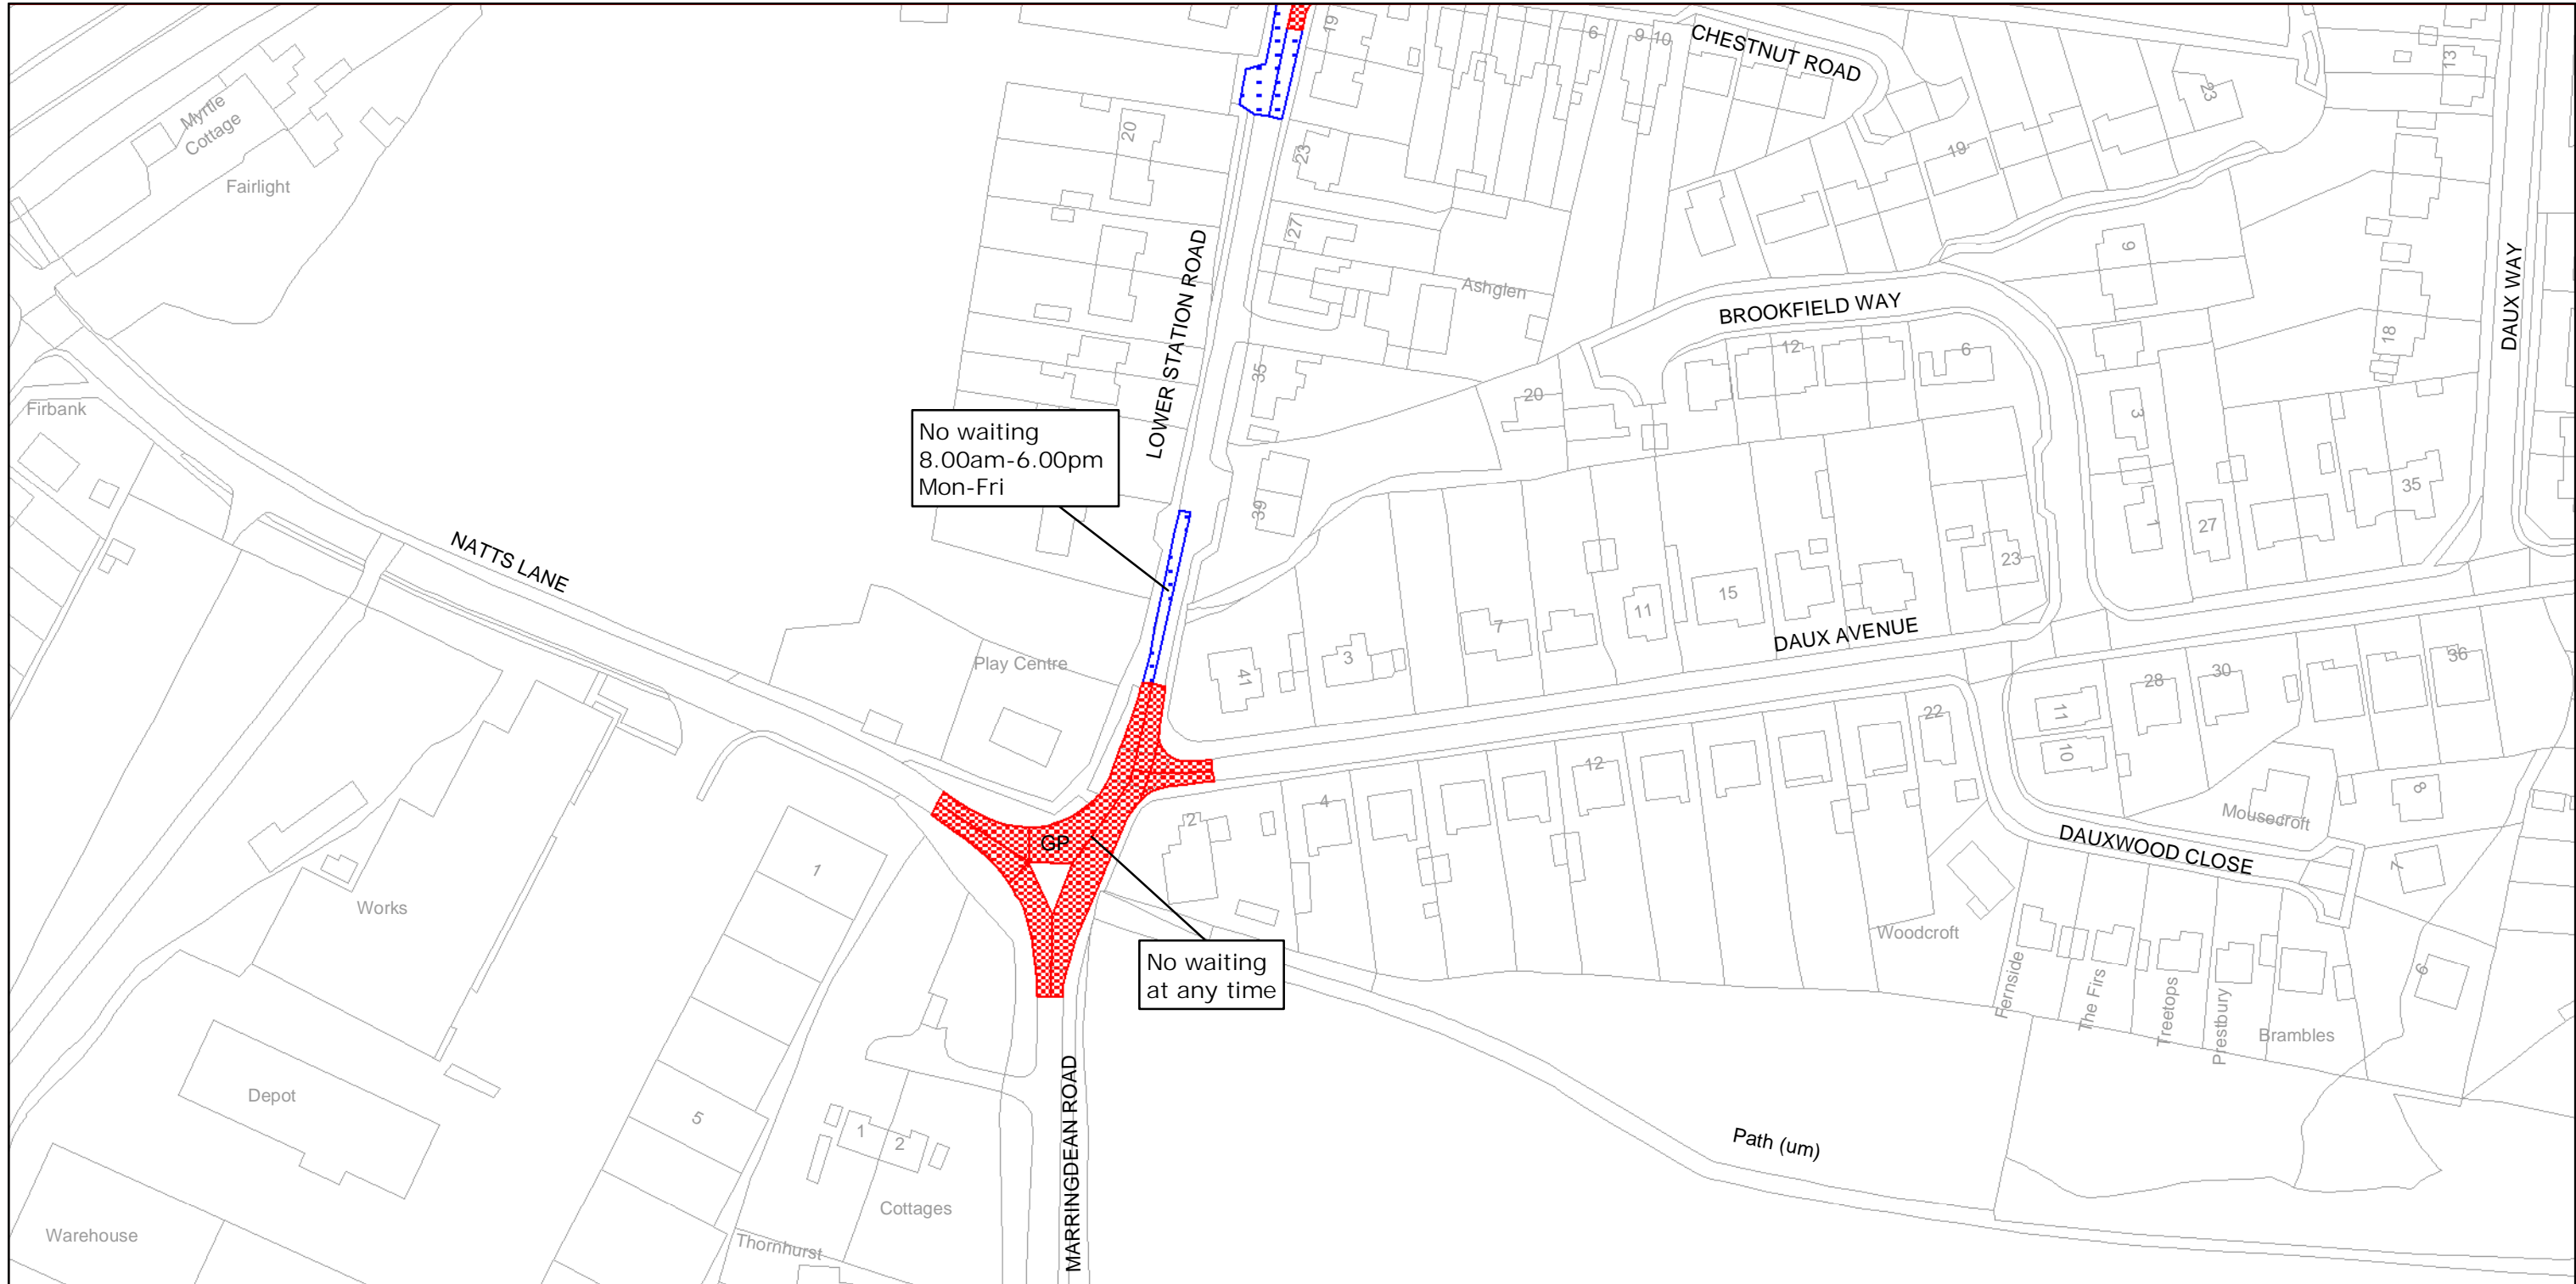 19
6
9 10
CHESTNUT ROAD
13
23
Myrtle
Cottage
Fairlight
20
23
19
27
LOWER STATION ROAD
Ashglen
9
DAUX WAY
BROOKFIELD WAY
12
6
18
35
20
3
Firbank
No waiting
8.00am-6.00pm
Mon-Fri
39
35
1
27
NATTS LANE
23
15
11
7
DAUX AVENUE
Play Centre
41
3
36
30
28
22
11
10
12
4
2
8
Mousecroft
DAUXWOOD CLOSE
7
GP
1
Works
Woodcroft
No waiting
at any time
Fernside
The Firs
Treetops
Prestbury
Brambles
6
Depot
5
1
2
MARRINGDEAN ROAD
Path (um)
Cottages
Warehouse
Thornhurst